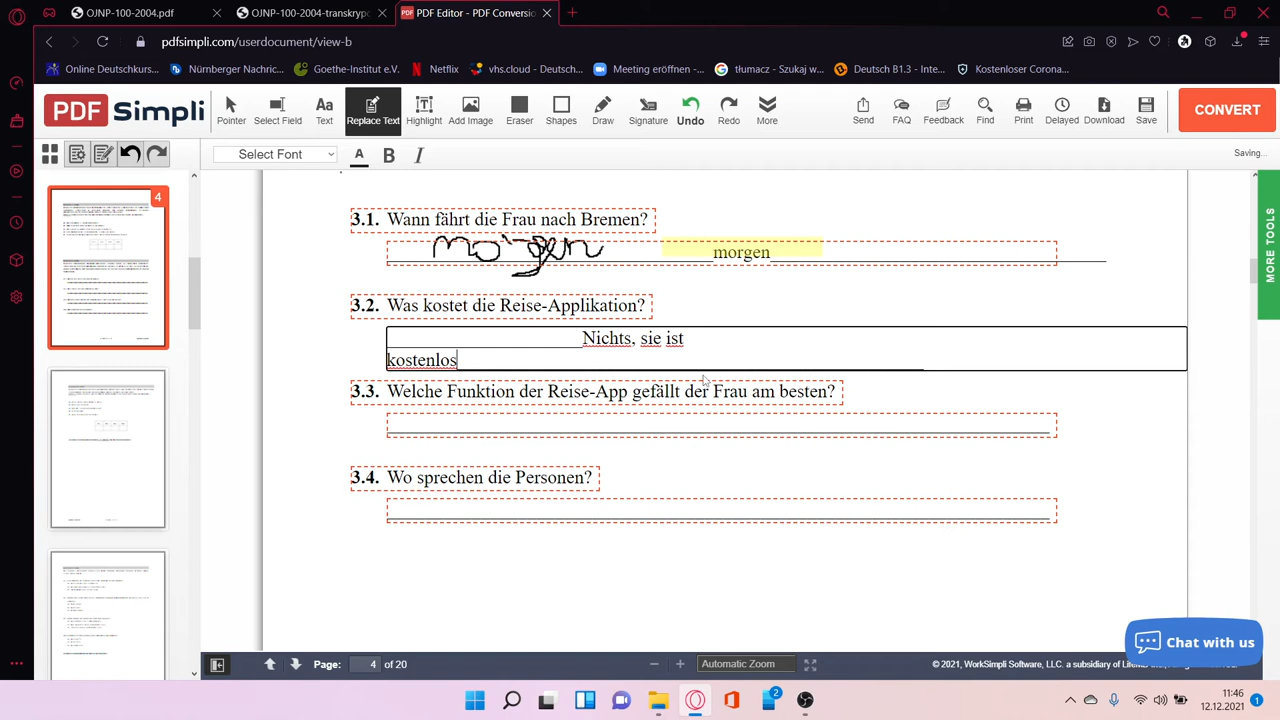 OJNP-100-2004.pdf
OJNP-100-2004-transkrypc
PDF Editor - PDF Conversio
pdfsimpli.com/userdocument/view-b
Online Deutschkurs...
Nürnberger Nachric...
Goethe-Institut e.V.
Netflix
vhs.cloud - Deutsch...
Meeting eröffnen -...
tłumacz - Szukaj w...
Deutsch B1.3 - Inte...
Kostenloser Corona...
PDF Simpli
Pointer
Select Field
Aa
Text
Replace Text
Highlight
Add Image
Eraser
Shapes
Draw
Signature
Undo
Redo
More
Send
FAQ
Feedback
Find
Print
Delayed
Download
Save
CONVERT
Select Font
A
B
I
Saving...
4
MORE TOOLS
3.1. Wann fährt die Frau nach Bremen?
morgen
morgen
3.2. Was kostet die Reise-Applikation?
Nichts, sie ist
kostenlos
3.3. Welche Funktion der Reise-App gefällt der Frau am besten?
3.4. Wo sprechen die Personen?
Chat with us
Page: 4 of 20
Automatic Zoom
© 2021, WorkSimpli Software, LLC. a subsidiary of
2
11:46
12.12.2021
1